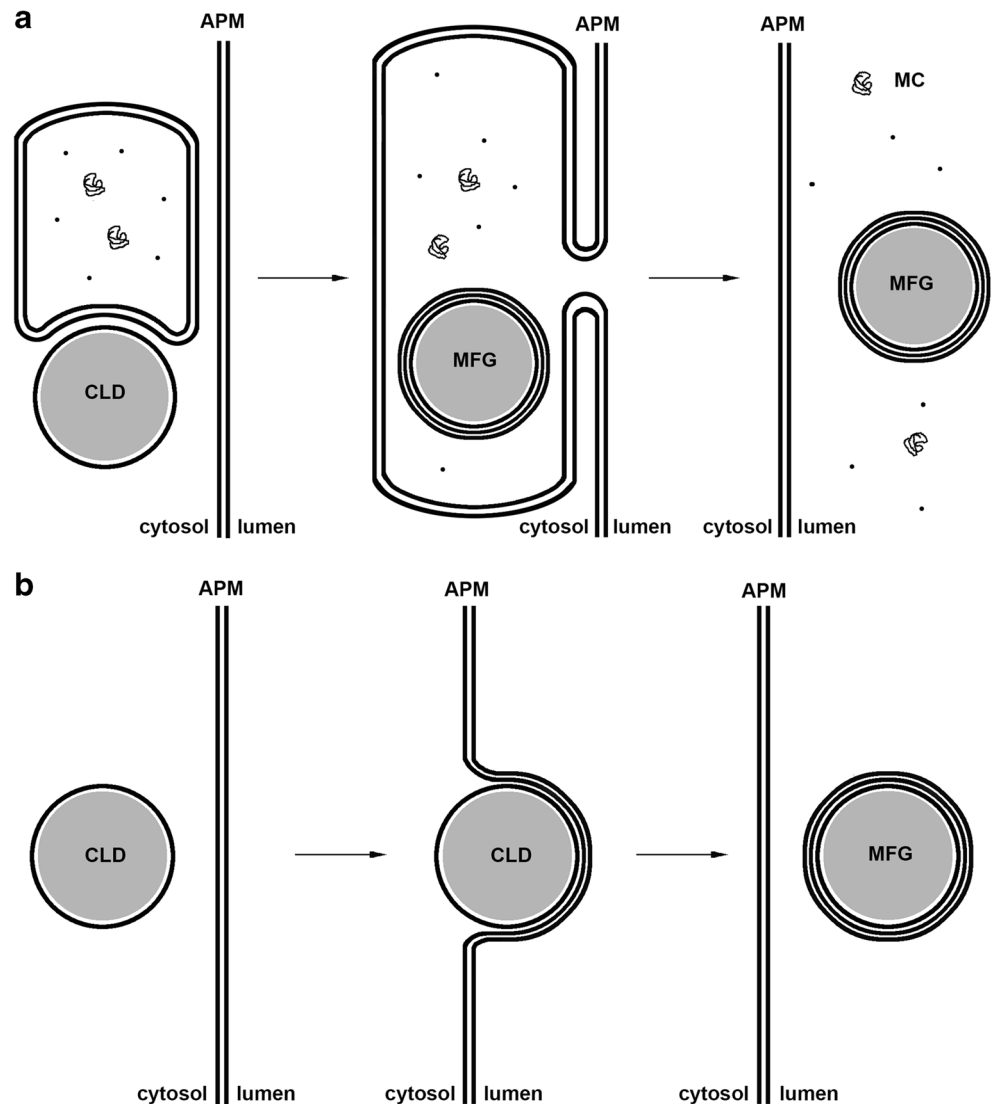 a
APM APM APM
MC
CLD MFG MFG
cytosol lumen cytosol lumen cytosol lumen
b
APM APM APM
CLD CLD MFG
cytosol lumen cytosol lumen cytosol lumen